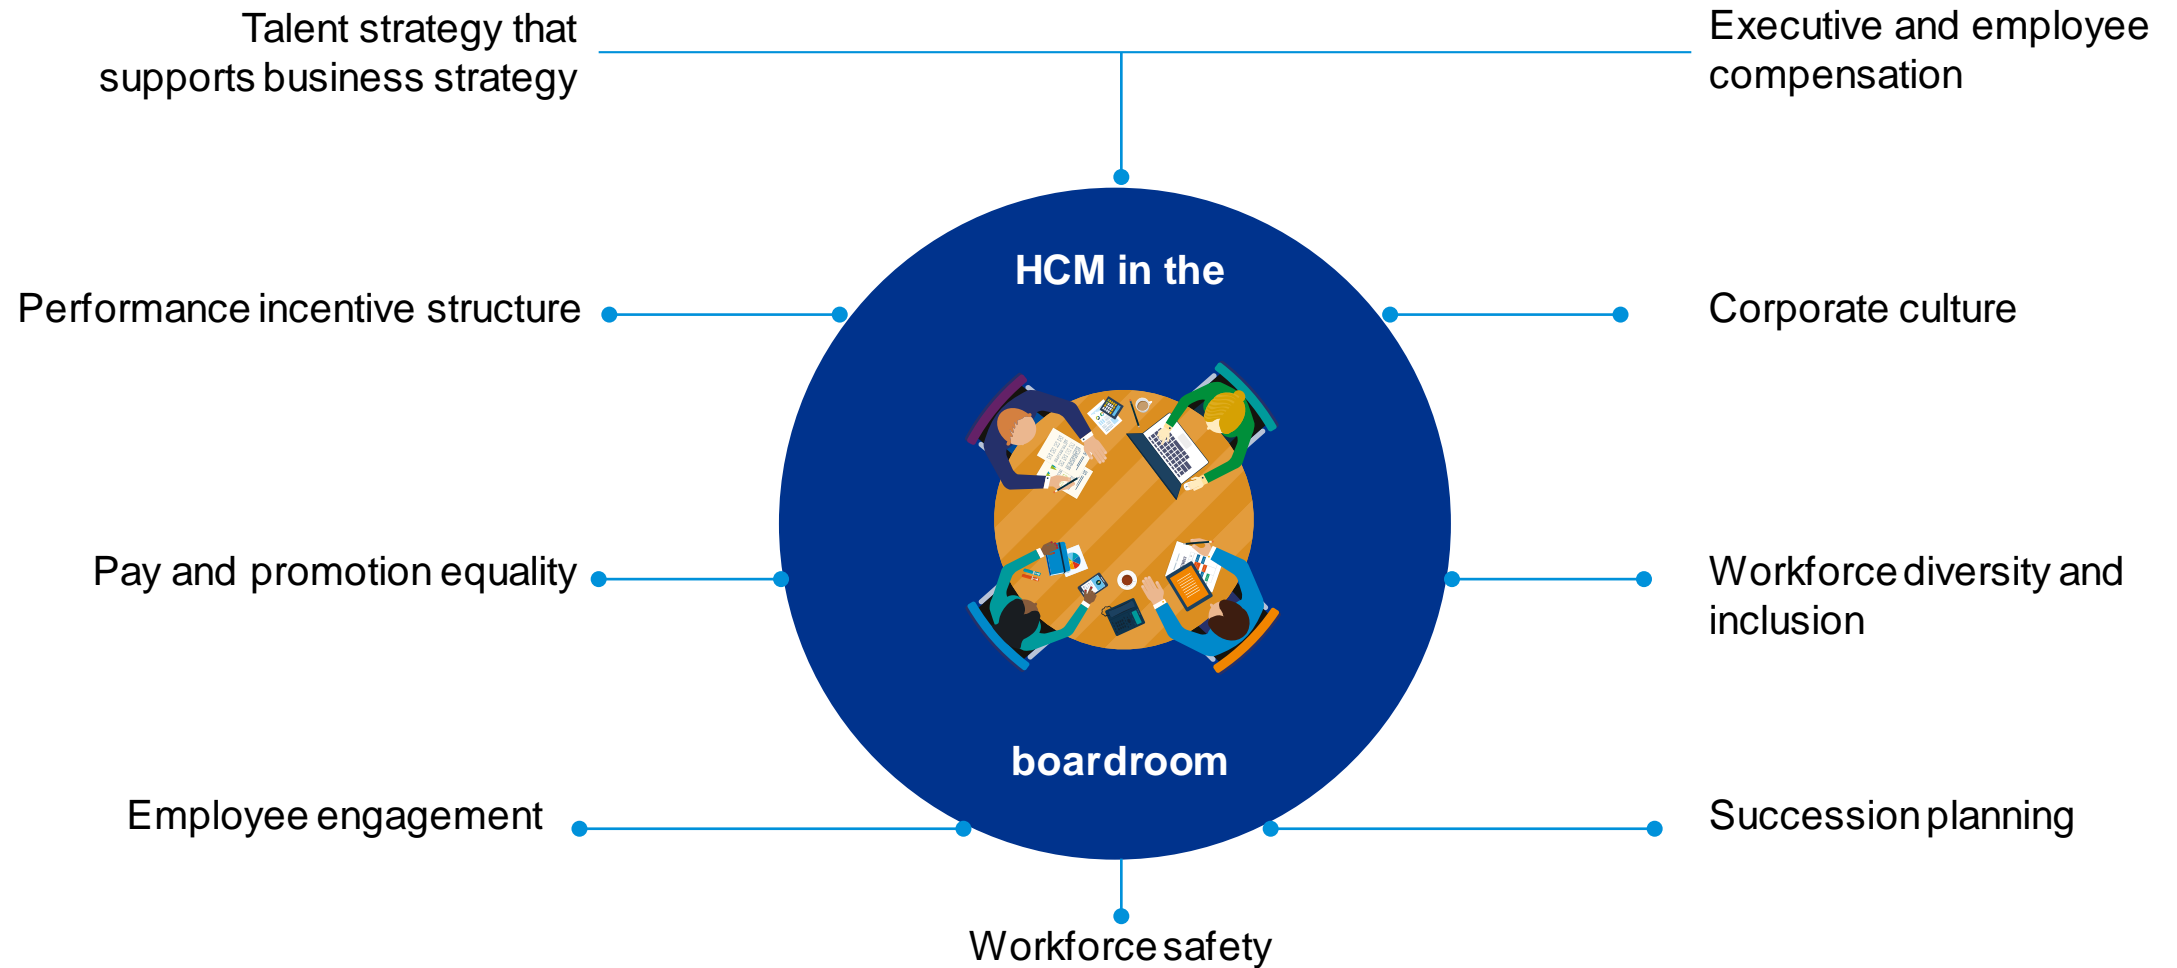 Talent strategy that
supports business strategy
Executive and employee
compensation
HCM in the
Performance incentive structure
Corporate culture
Pay and promotion equality
Workforce diversity and
inclusion
boardroom
Employee engagement
Succession planning
Workforce safety